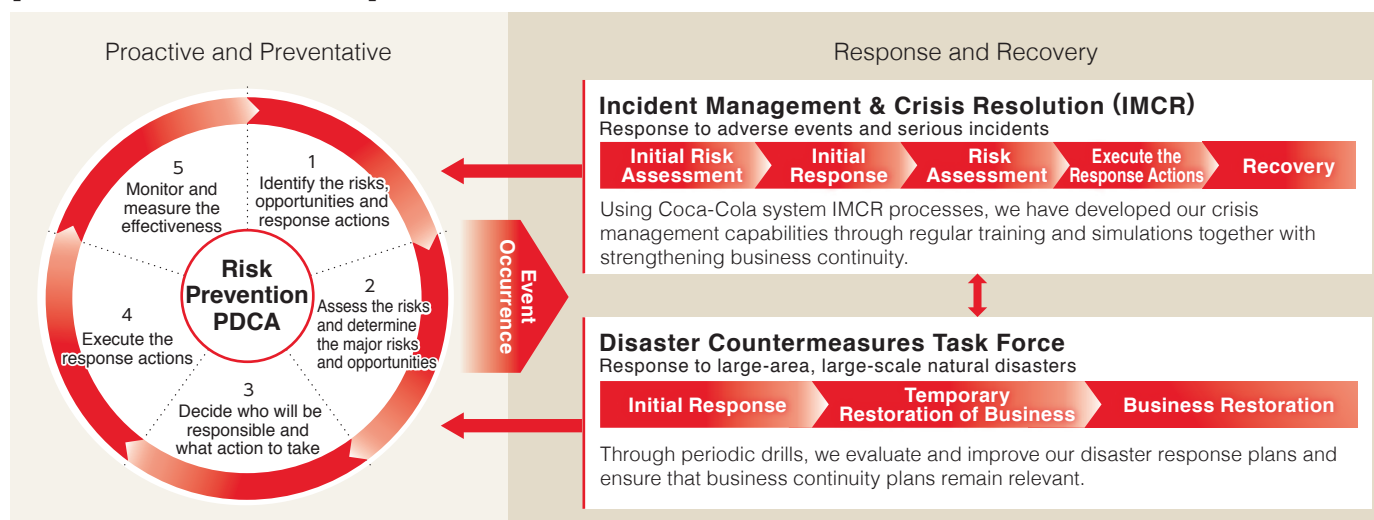 Proactive and Preventative
1
Identify the risks,
opportunities and
response actions
2
Assess the risks
and determine
the major risks
and opportunities
3
Decide who will be
responsible and
what action to take
4
Execute the
response actions
5
Monitor and
measure the
effectiveness
Risk
Prevention
PDCA
Event
Occurrence
Response and Recovery
Incident Management & Crisis Resolution (IMCR)
Response to adverse events and serious incidents
Initial Risk
Assessment
Initial
Response
Risk
Assessment
Execute the
Response Actions
Recovery
Using Coca-Cola system IMCR processes, we have developed our crisis
management capabilities through regular training and simulations together with
strengthening business continuity.
Disaster Countermeasures Task Force
Response to large-area, large-scale natural disasters
Initial Response
Temporary
Restoration of Business
Business Restoration
Through periodic drills, we evaluate and improve our disaster response plans and
ensure that business continuity plans remain relevant.